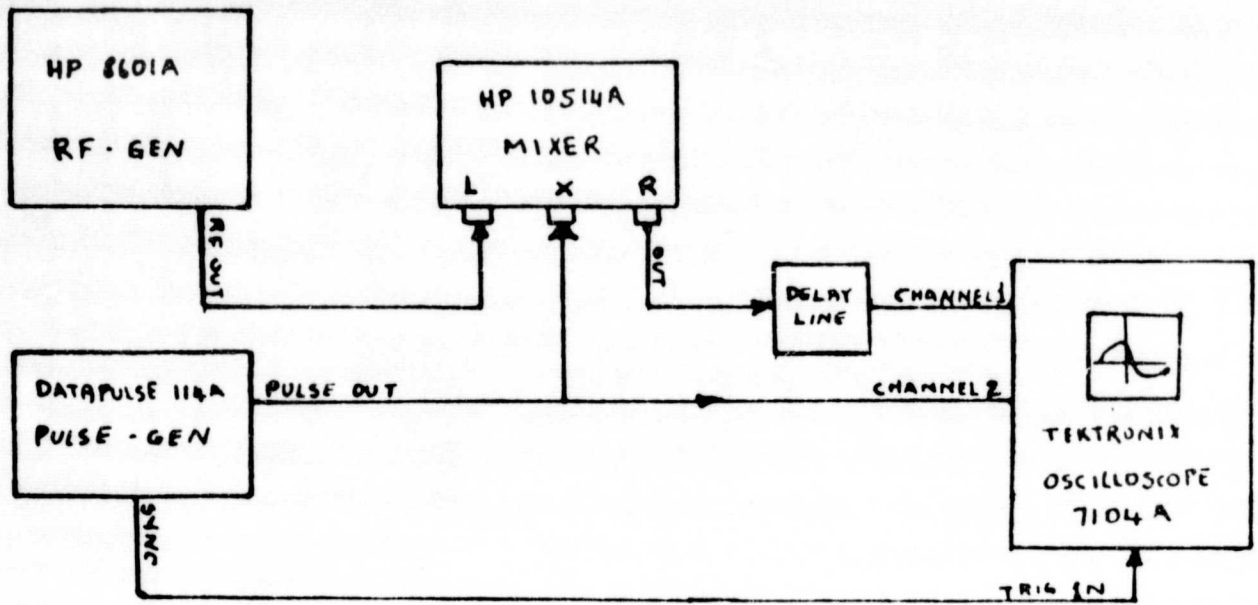 HP 8601A
RF-GEN
HP 10514A
MIXER
L X R
RF OUT
OUT
DELAY
LINE
CHANNEL 1
DATAPULSE 114A
PULSE-GEN
PULSE OUT
CHANNEL 2
TEKTRONIX
OSCILLOSCOPE
7104A
SYNC
TRIG IN